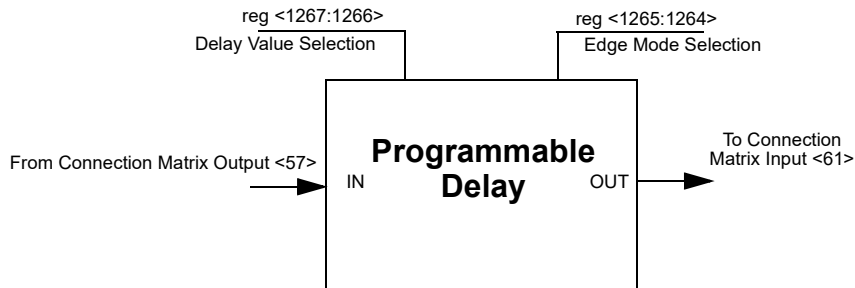 reg <1267:1266>
Delay Value Selection
reg <1265:1264>
Edge Mode Selection
From Connection Matrix Output <57>
IN
Programmable
Delay
OUT
To Connection
Matrix Input <61>